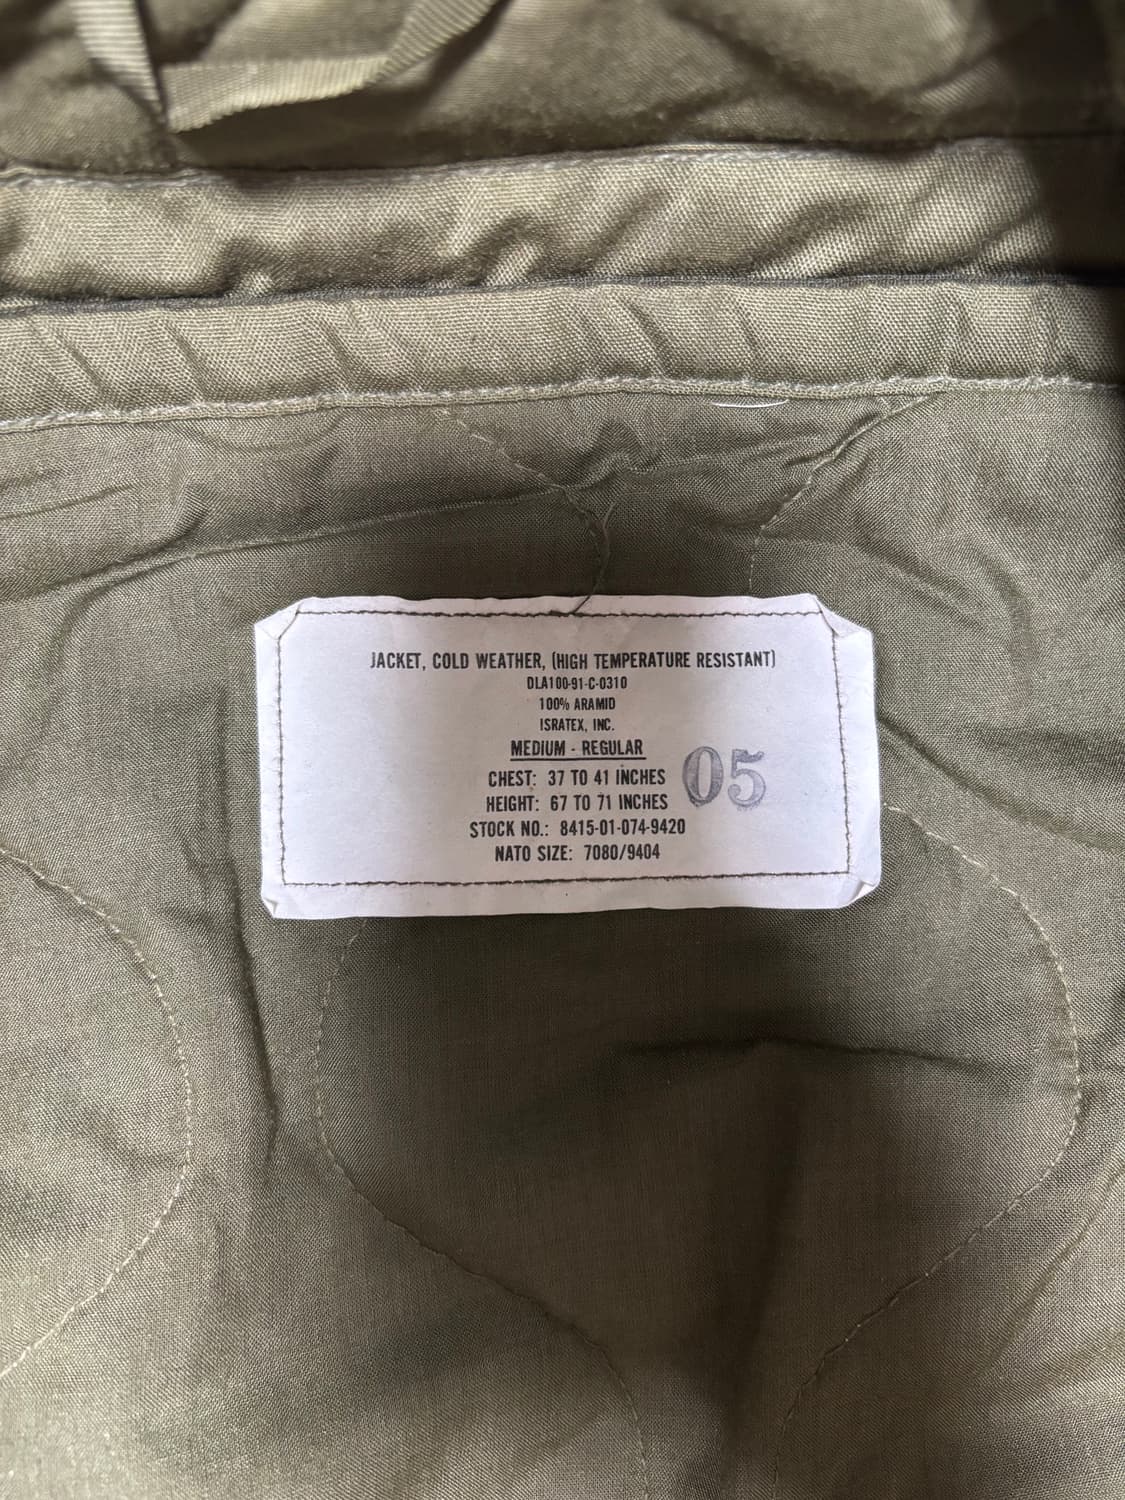 JACKET, COLD WEATHER, (HIGH TEMPERATURE RESISTANT)
DLA100-91-C-0310
100% ARAMID
ISRATEX, INC.
MEDIUM - REGULAR
CHEST: 37 TO 41 INCHES
HEIGHT: 67 TO 71 INCHES
05
STOCK NO.: 8415-01-074-9420
NATO SIZE: 7080/9404